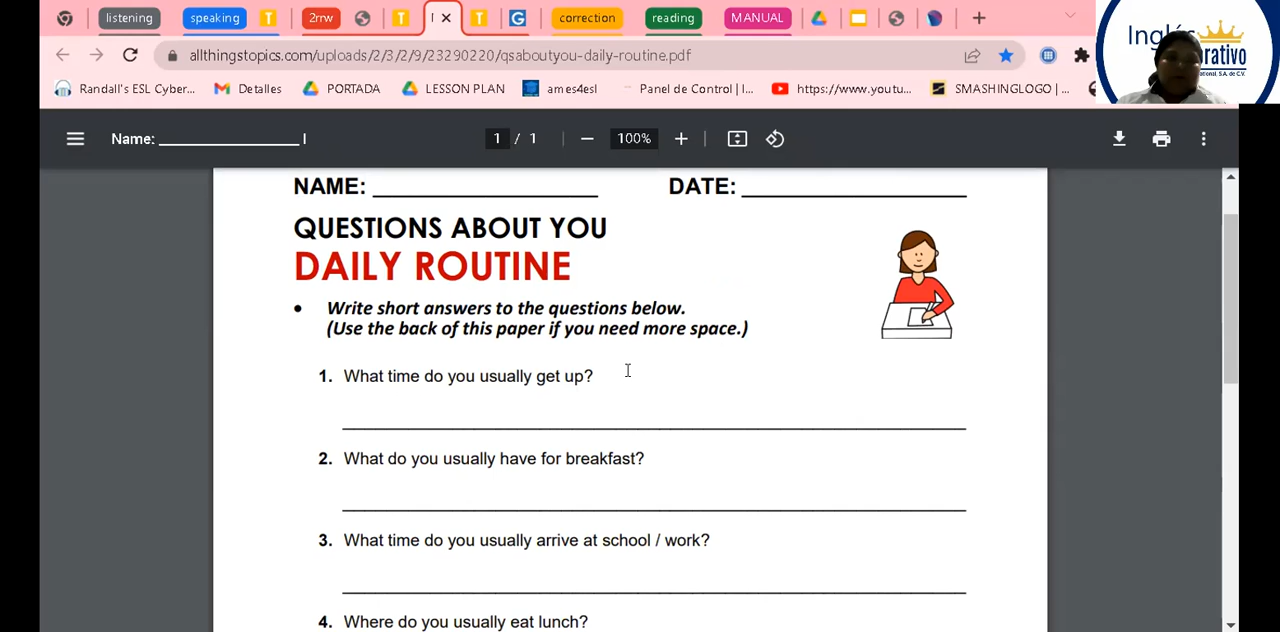 listening
speaking
2rrw
correction
reading
MANUAL
Inglés
allthingstopics.com/uploads/2/3/2/9/23290220/qsaboutyou-daily-routine.pdf
Randall's ESL Cyber...
Detalles
PORTADA
LESSON PLAN
ames4esl
Panel de Control | I...
https://www.youtu...
SMASHINGLOGO | ...
Name: _______________ I
1 / 1
100%
NAME: ___________________ DATE: ___________________
QUESTIONS ABOUT YOU
DAILY ROUTINE
• Write short answers to the questions below.
(Use the back of this paper if you need more space.)
1. What time do you usually get up?
2. What do you usually have for breakfast?
3. What time do you usually arrive at school / work?
4. Where do you usually eat lunch?